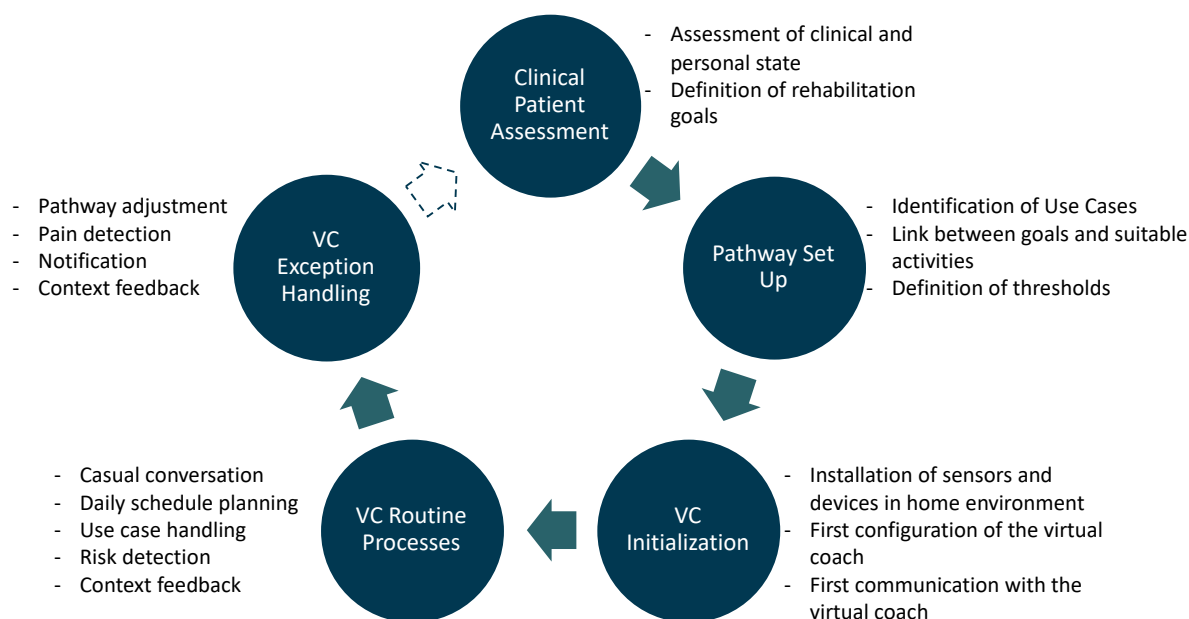 Clinical
Patient
Assessment
- Assessment of clinical and
personal state
- Definition of rehabilitation
goals
Pathway Set
Up
- Identification of Use Cases
- Link between goals and suitable
activities
- Definition of thresholds
VC
Initialization
- Installation of sensors and
devices in home environment
- First configuration of the virtual
coach
- First communication with the
virtual coach
VC Routine
Processes
- Casual conversation
- Daily schedule planning
- Use case handling
- Risk detection
- Context feedback
VC
Exception
Handling
- Pathway adjustment
- Pain detection
- Notification
- Context feedback